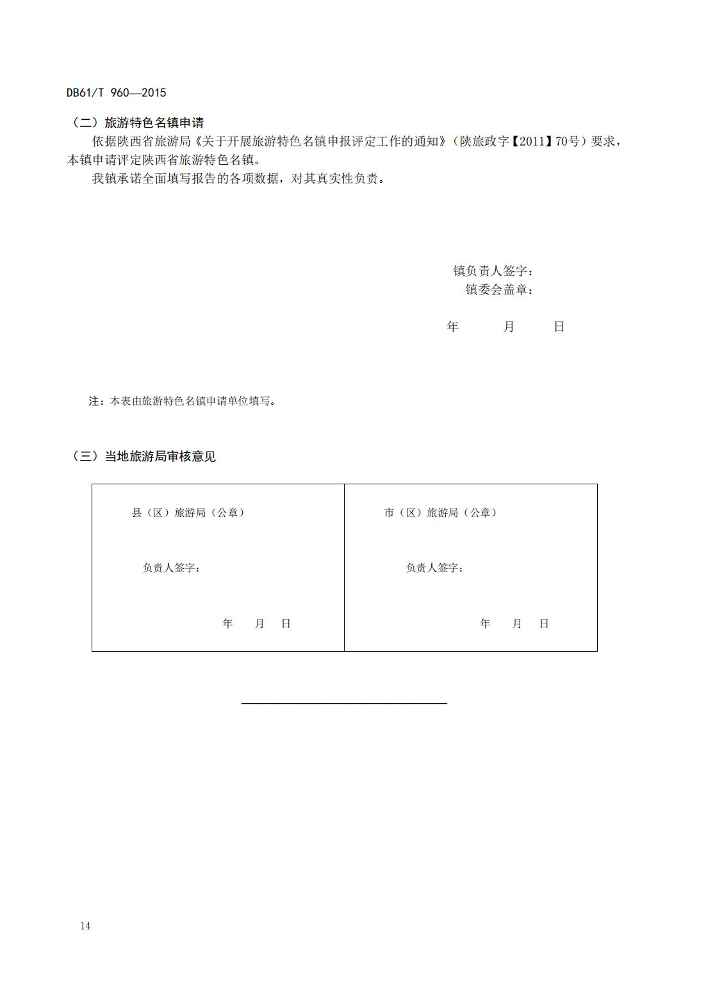 DB61/T 960—2015
（二）旅游特色名镇申请
依据陕西省旅游局《关于开展旅游特色名镇申报评定工作的通知》（陕旅政字【2011】70号）要求，
本镇申请评定陕西省旅游特色名镇。
我镇承诺全面填写报告的各项数据，对其真实性负责。
镇负责人签字：
镇委会盖章：
年 月 日
注：本表由旅游特色名镇申请单位填写。
（三）当地旅游局审核意见
县（区）旅游局（公章）
负责人签字：
年 月 日
市（区）旅游局（公章）
负责人签字：
年 月 日
14